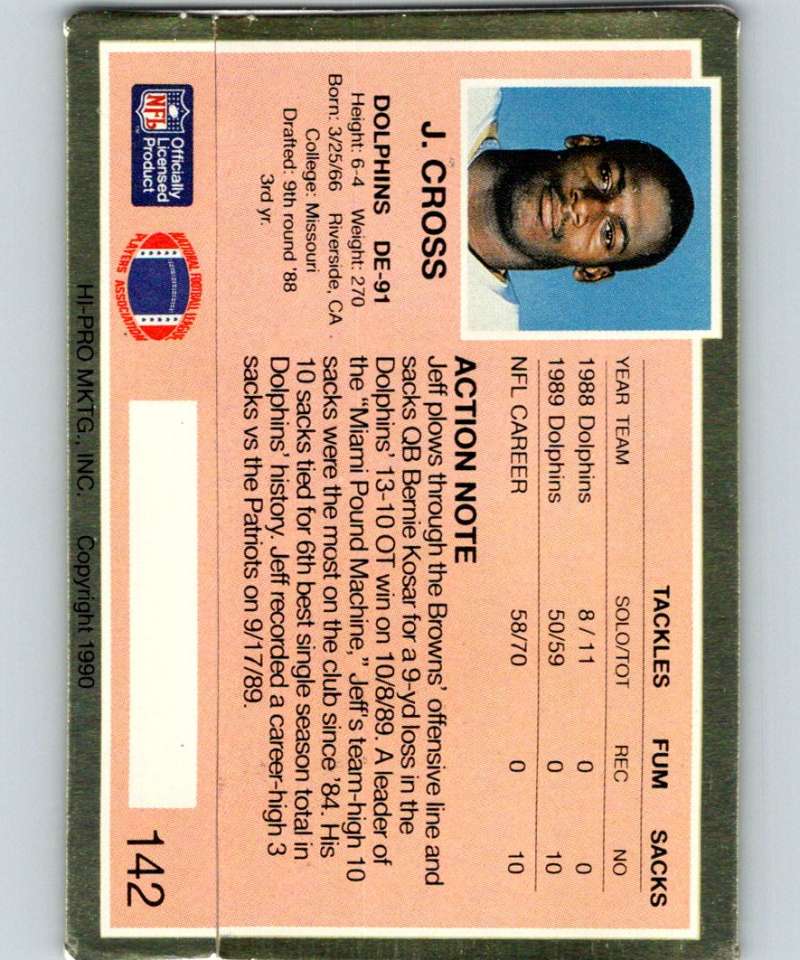 J. CROSS
DOLPHINS DE-91
Height: 6-4 Weight: 270
Born: 3/25/66 Riverside, CA
College: Missouri
Drafted: 9th round '88
3rd yr.
TACKLES FUM SACKS
YEAR TEAM SOLO/TOT REC NO
1988 Dolphins 8 / 11 0 0
1989 Dolphins 50/59 0 10
NFL CAREER 58/70 0 10
ACTION NOTE
Jeff plows through the Browns' offensive line and
sacks QB Bernie Kosar for a 9-yd loss in the
Dolphins' 13-10 OT win on 10/8/89. A leader of
the "Miami Pound Machine," Jeff's team-high 10
sacks were the most on the club since '84. His
10 sacks tied for 6th best single season total in
Dolphins' history. Jeff recorded a career-high 3
sacks vs the Patriots on 9/17/89.
NFL
Officially
Licensed
Product
™
NATIONAL FOOTBALL LEAGUE
PLAYERS ASSOCIATION
142
HI-PRO MKTG., INC. Copyright 1990